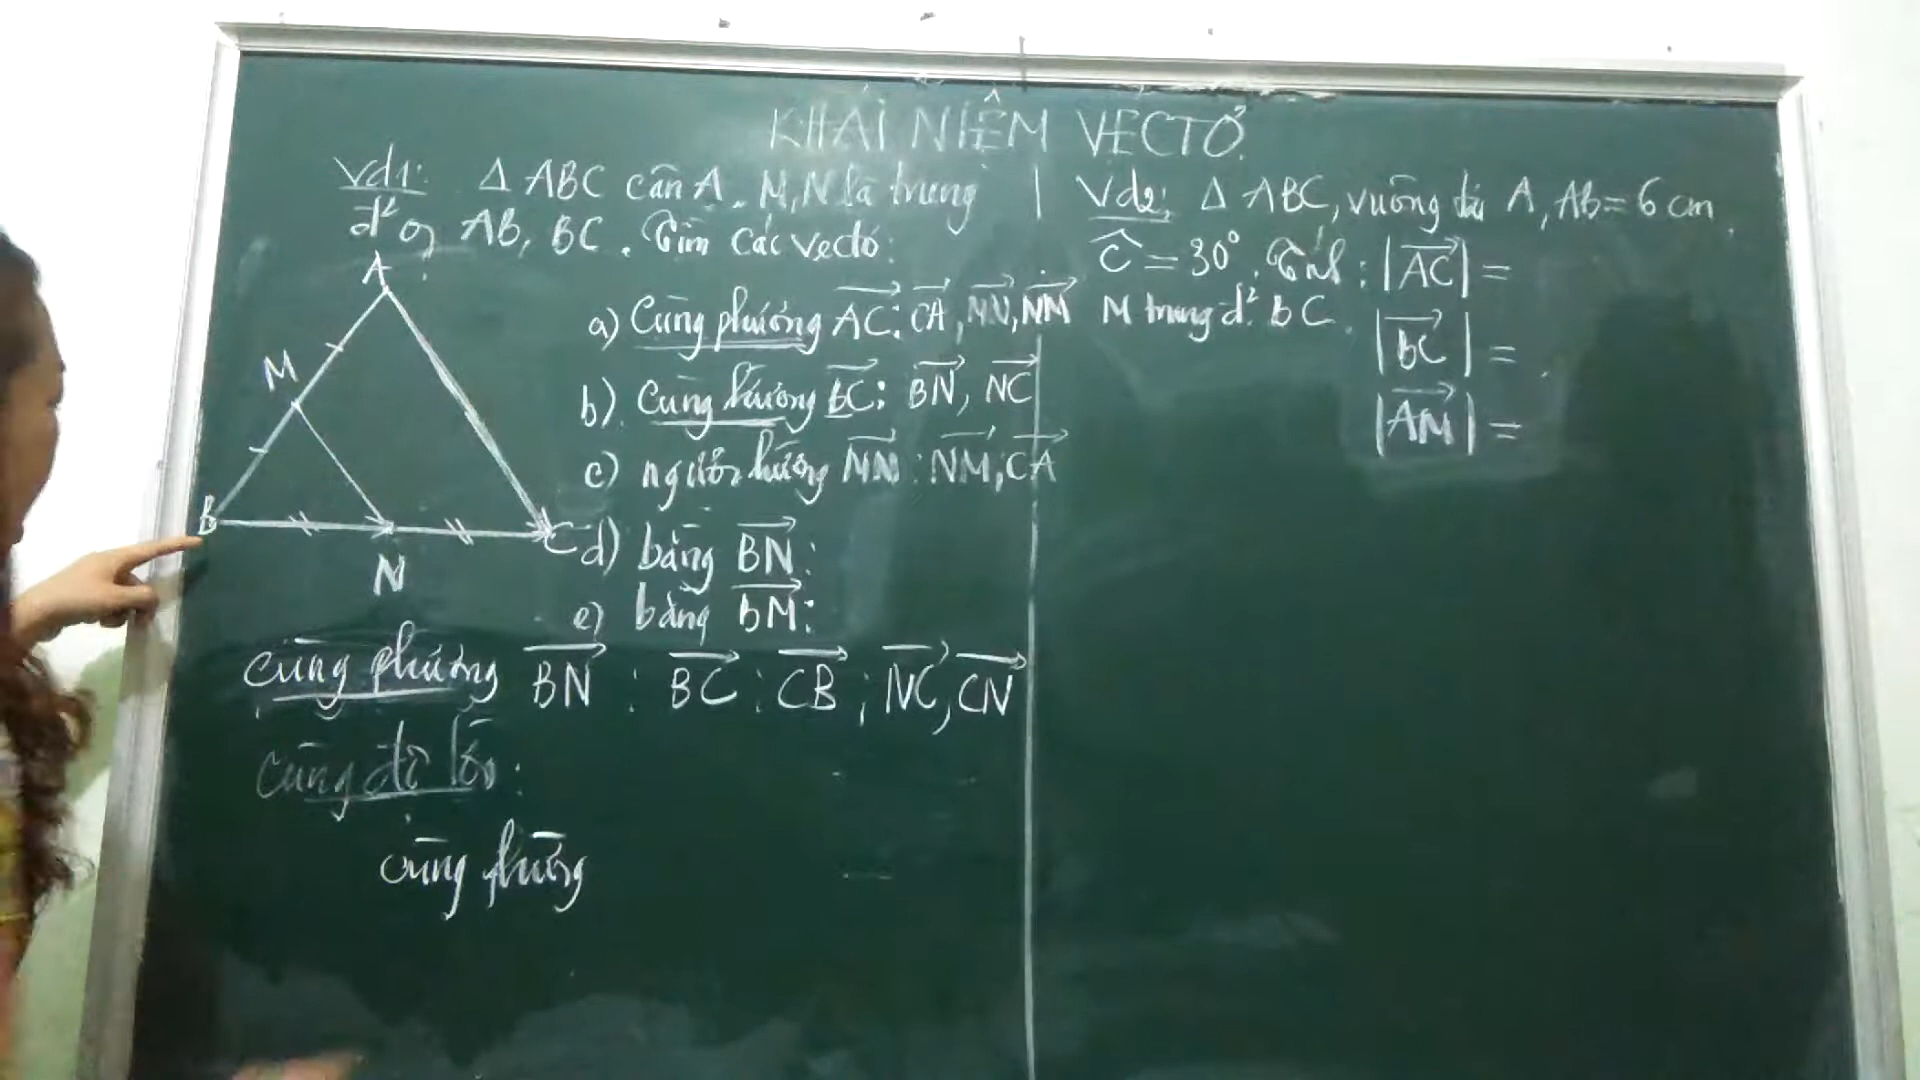 KHÁI NIỆM VÉCTƠ.
Vd1: Δ ABC cân A. M, N là trung
đ² of AB, BC. Tìm các vectơ:
A
M
B
N
C
a) Cùng phương AC: CA, MN, NM
b) Cùng hướng BC: BN, NC
c) ngược hướng MN: NM, CA
d) bằng BN:
e) bằng BM:
cùng phương BN : BC ; CB ; NC, CN
Cùng độ lớn:
cùng phương
Vd2: Δ ABC, vuông tại A, AB = 6 cm.
Ĉ = 30°. Tính: |AC| =
M trung đ². BC. |BC| =
|AM| =